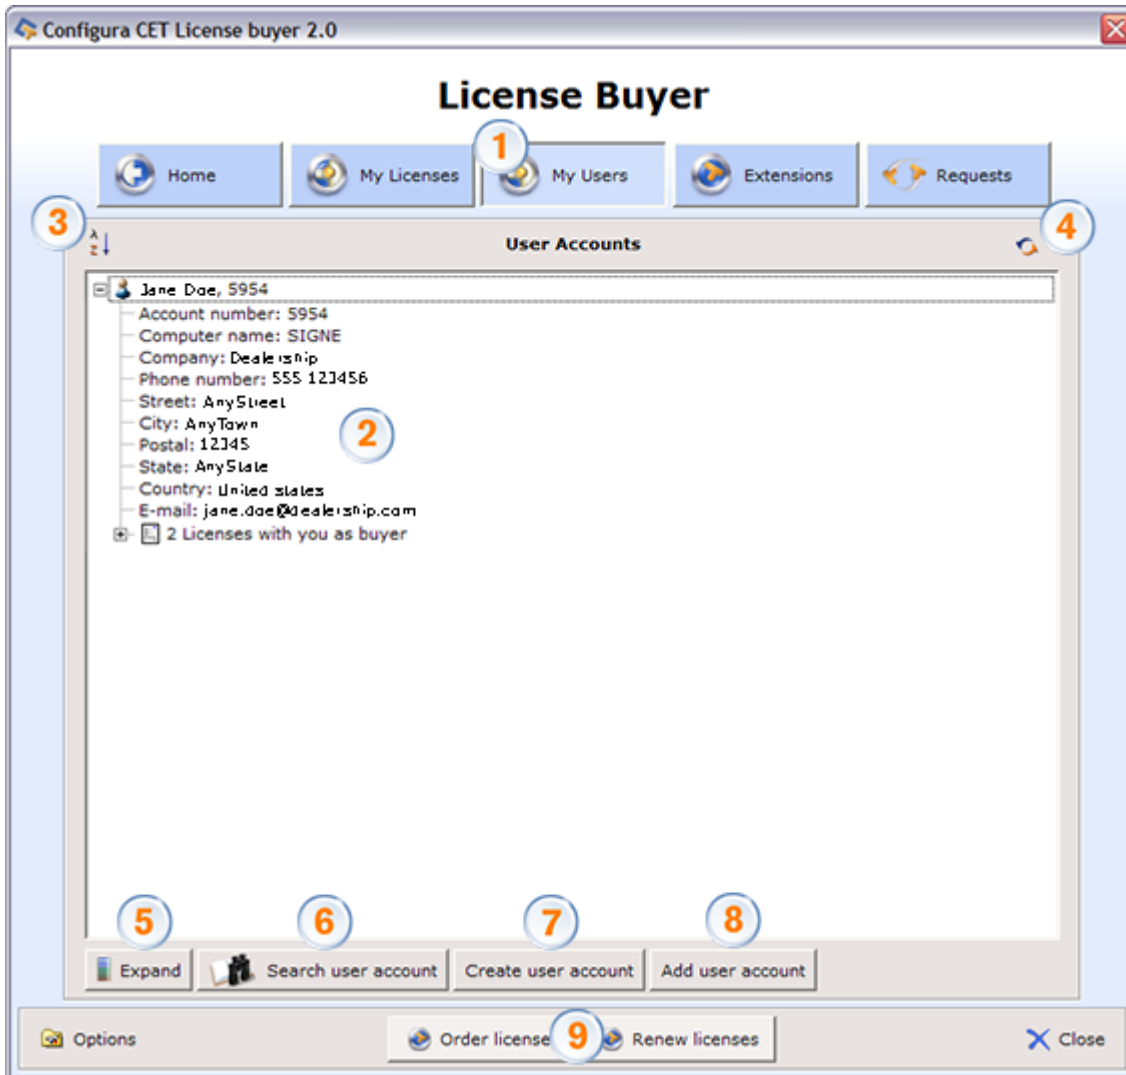 Configura CET License buyer 2.0
License Buyer
1
Home My Licenses My Users Extensions Requests
3 4
User Accounts
Jane Doe, 5954
Account number: 5954
Computer name: SIGNE
Company: Dealership
Phone number: 555 123456
Street: AnyStreet
2
City: AnyTown
Postal: 12345
State: AnyState
Country: United states
E-mail: jane.doe@dealership.com
2 Licenses with you as buyer
5 6 7 8
Expand Search user account Create user account Add user account
Options Order license 9 Renew licenses Close